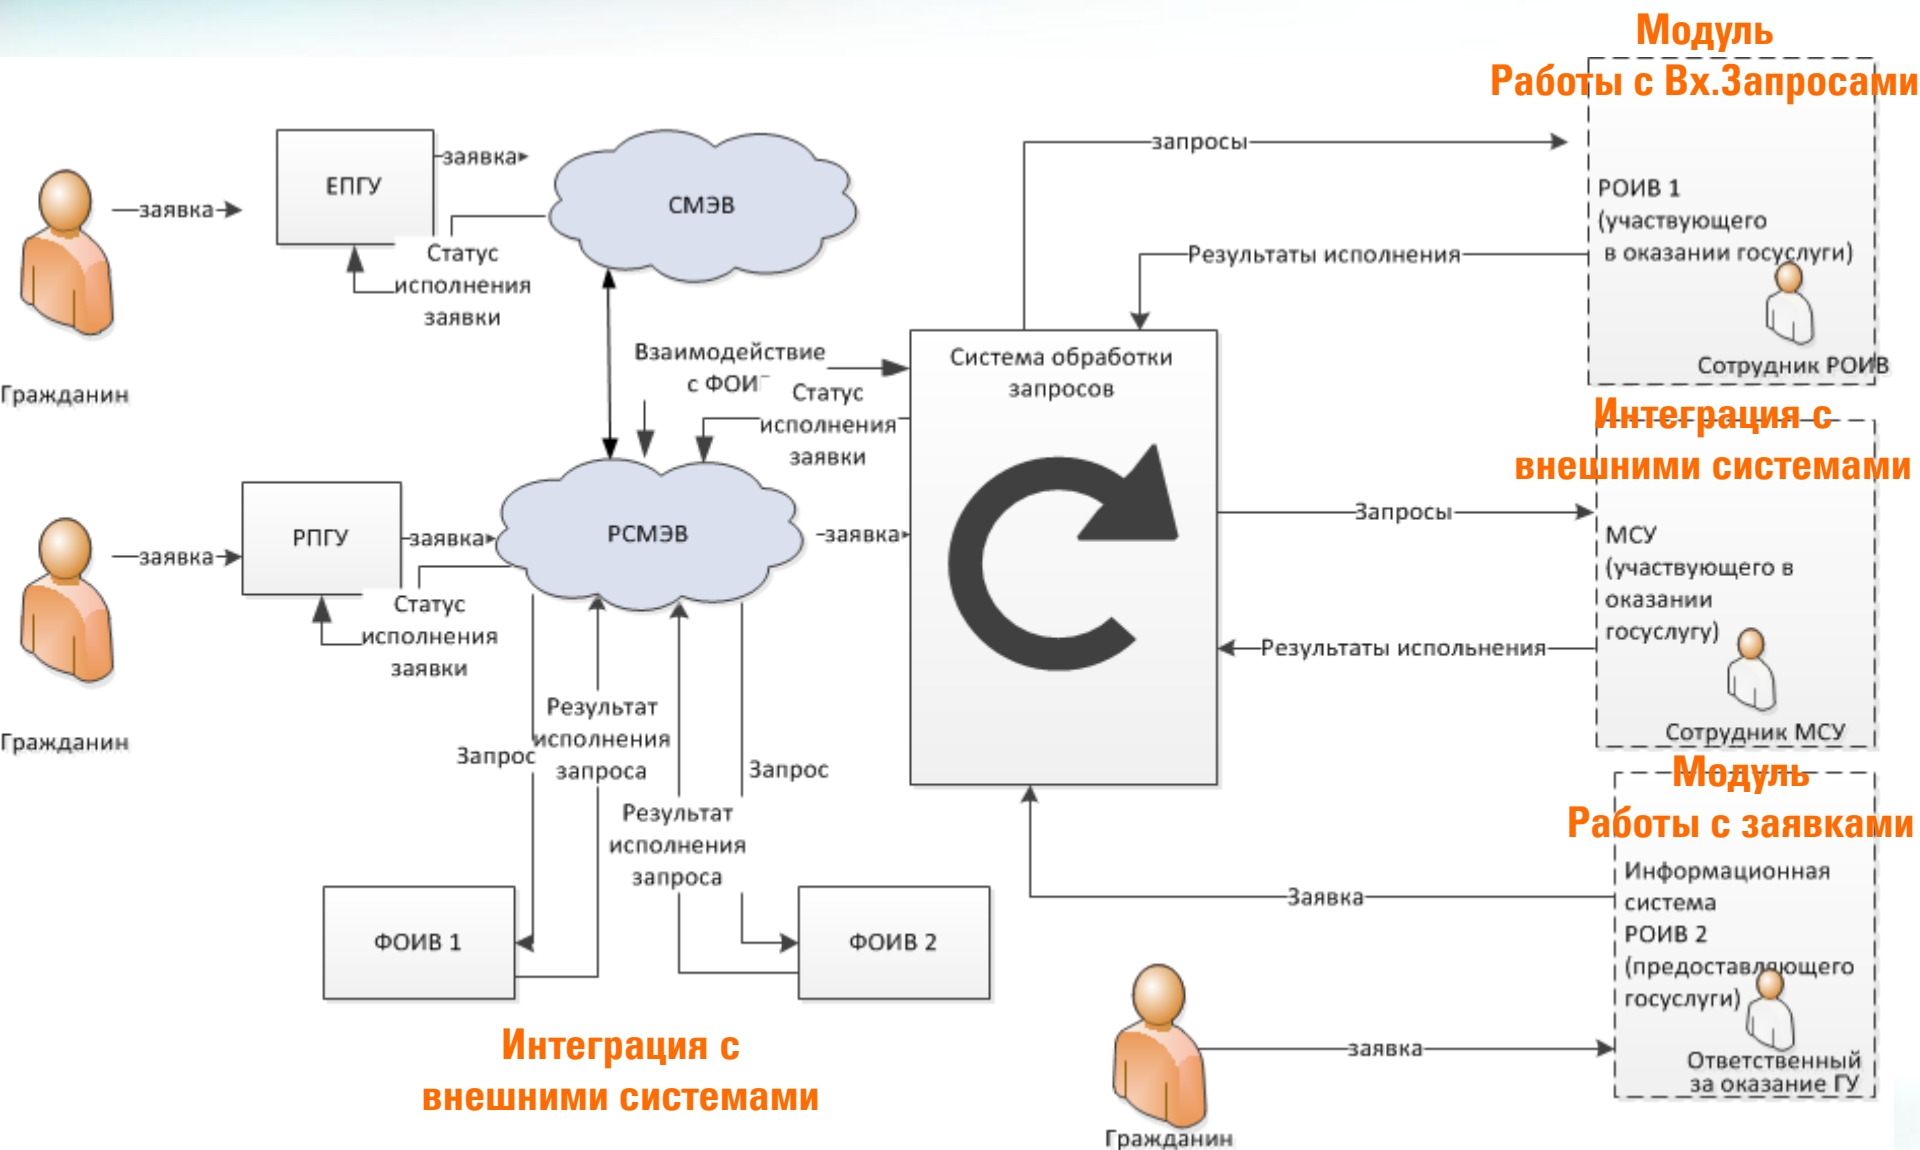 Модуль
Работы с Вх.Запросами
запросы
ЕПГУ
заявка
СМЭВ
заявка
РОИВ 1
(участвующего
в оказании госуслуги)
Статус
исполнения
заявки
Результаты исполнения
Гражданин
Взаимодействие
с ФОИ
Статус
исполнения
заявки
Система обработки
запросов
Сотрудник РОИВ
Интеграция с
внешними системами
РПГУ
заявка
РСМЭВ
заявка
заявка
Запросы
МСУ
(участвующего в
оказании
госуслугу)
Статус
исполнения
заявки
Результаты испольнения
Гражданин
Сотрудник МСУ
Запрос
Результат
исполнения
запроса
Запрос
Результат
исполнения
запроса
Модуль
Работы с заявками
Информационная
система
РОИВ 2
(предоставляющего
госуслуги)
Заявка
ФОИВ 1
ФОИВ 2
Интеграция с
внешними системами
заявка
Ответственный
за оказание ГУ
Гражданин